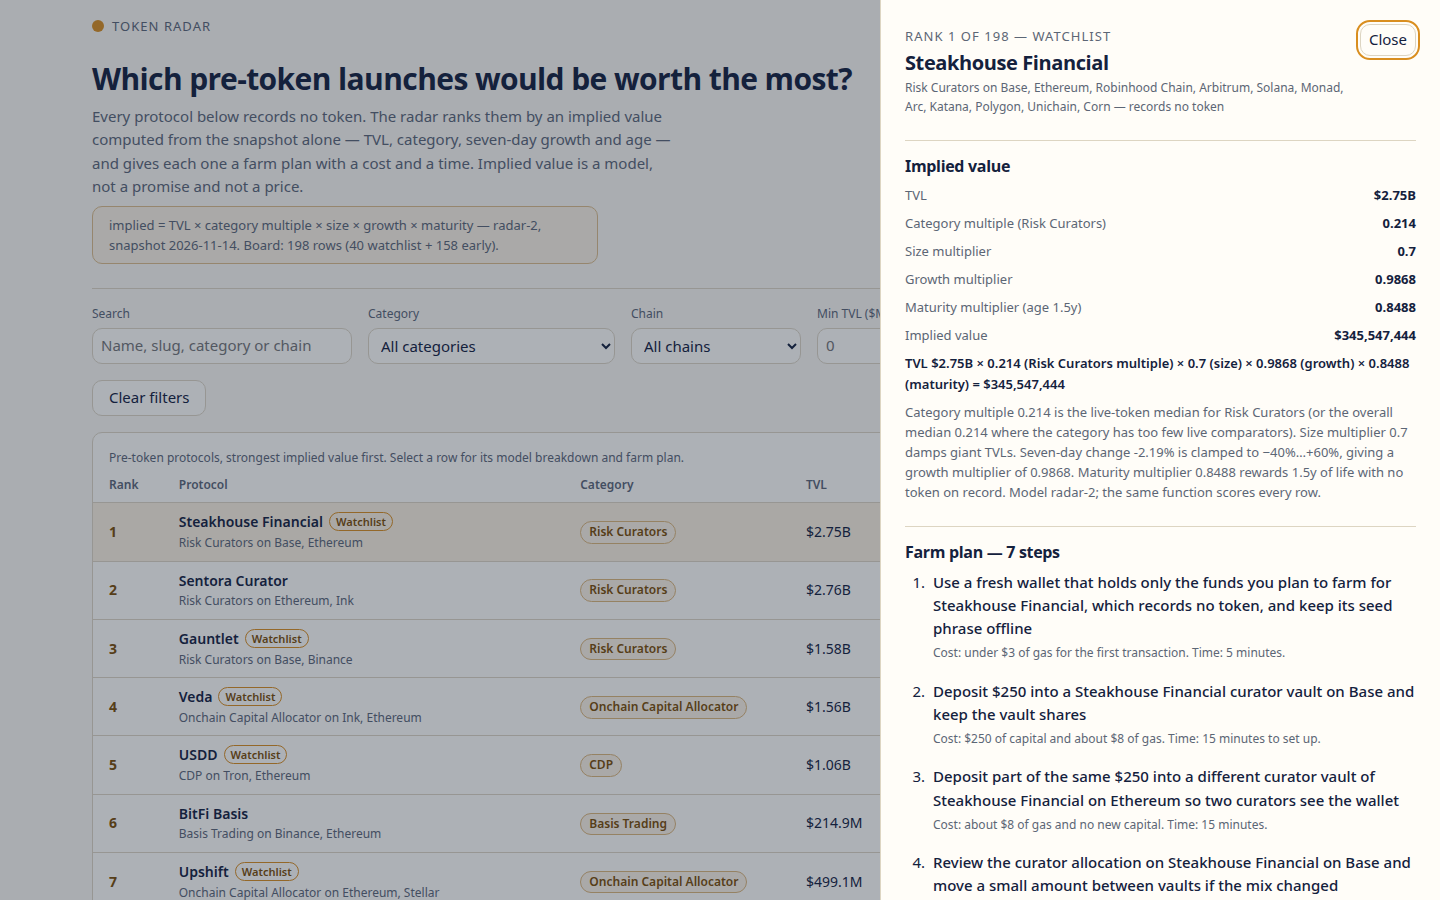 TOKEN RADAR
Which pre-token launches would be worth the most?
Every protocol below records no token. The radar ranks them by an implied value
computed from the snapshot alone — TVL, category, seven-day growth and age —
and gives each one a farm plan with a cost and a time. Implied value is a model,
not a promise and not a price.
implied = TVL × category multiple × size × growth × maturity — radar-2,
snapshot 2026-11-14. Board: 198 rows (40 watchlist + 158 early).
Search
Category
Chain
Min TVL ($M
Name, slug, category or chain
All categories
All chains
0
Clear filters
Pre-token protocols, strongest implied value first. Select a row for its model breakdown and farm plan.
Rank Protocol Category TVL
1 Steakhouse Financial Watchlist Risk Curators $2.75B
Risk Curators on Base, Ethereum
2 Sentora Curator Risk Curators $2.76B
Risk Curators on Ethereum, Ink
3 Gauntlet Watchlist Risk Curators $1.58B
Risk Curators on Base, Binance
4 Veda Watchlist Onchain Capital Allocator $1.56B
Onchain Capital Allocator on Ink, Ethereum
5 USDD Watchlist CDP $1.06B
CDP on Tron, Ethereum
6 BitFi Basis Basis Trading $214.9M
Basis Trading on Binance, Ethereum
7 Upshift Watchlist Onchain Capital Allocator $499.1M
Onchain Capital Allocator on Ethereum, Stellar
RANK 1 OF 198 — WATCHLIST
Close
Steakhouse Financial
Risk Curators on Base, Ethereum, Robinhood Chain, Arbitrum, Solana, Monad,
Arc, Katana, Polygon, Unichain, Corn — records no token
Implied value
TVL $2.75B
Category multiple (Risk Curators) 0.214
Size multiplier 0.7
Growth multiplier 0.9868
Maturity multiplier (age 1.5y) 0.8488
Implied value $345,547,444
TVL $2.75B × 0.214 (Risk Curators multiple) × 0.7 (size) × 0.9868 (growth) × 0.8488
(maturity) = $345,547,444
Category multiple 0.214 is the live-token median for Risk Curators (or the overall
median 0.214 where the category has too few live comparators). Size multiplier 0.7
damps giant TVLs. Seven-day change -2.19% is clamped to −40%…+60%, giving a
growth multiplier of 0.9868. Maturity multiplier 0.8488 rewards 1.5y of life with no
token on record. Model radar-2; the same function scores every row.
Farm plan — 7 steps
1. Use a fresh wallet that holds only the funds you plan to farm for
Steakhouse Financial, which records no token, and keep its seed
phrase offline
Cost: under $3 of gas for the first transaction. Time: 5 minutes.
2. Deposit $250 into a Steakhouse Financial curator vault on Base and
keep the vault shares
Cost: $250 of capital and about $8 of gas. Time: 15 minutes to set up.
3. Deposit part of the same $250 into a different curator vault of
Steakhouse Financial on Ethereum so two curators see the wallet
Cost: about $8 of gas and no new capital. Time: 15 minutes.
4. Review the curator allocation on Steakhouse Financial on Base and
move a small amount between vaults if the mix changed